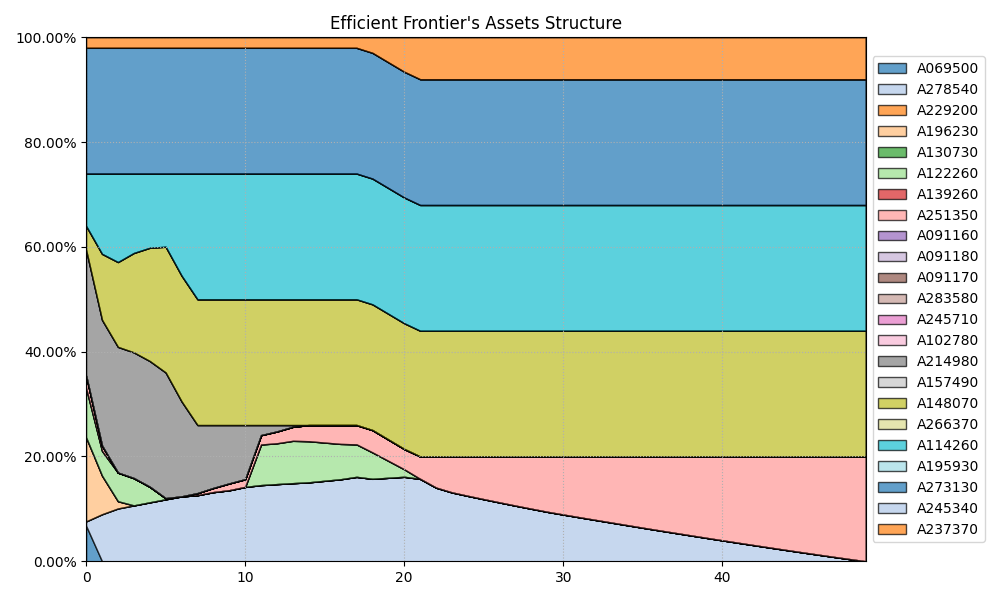 Efficient Frontier's Assets Structure
100.00%
80.00%
60.00%
40.00%
20.00%
0.00%
0
10
20
30
40
A069500
A278540
A229200
A196230
A130730
A122260
A139260
A251350
A091160
A091180
A091170
A283580
A245710
A102780
A214980
A157490
A148070
A266370
A114260
A195930
A273130
A245340
A237370